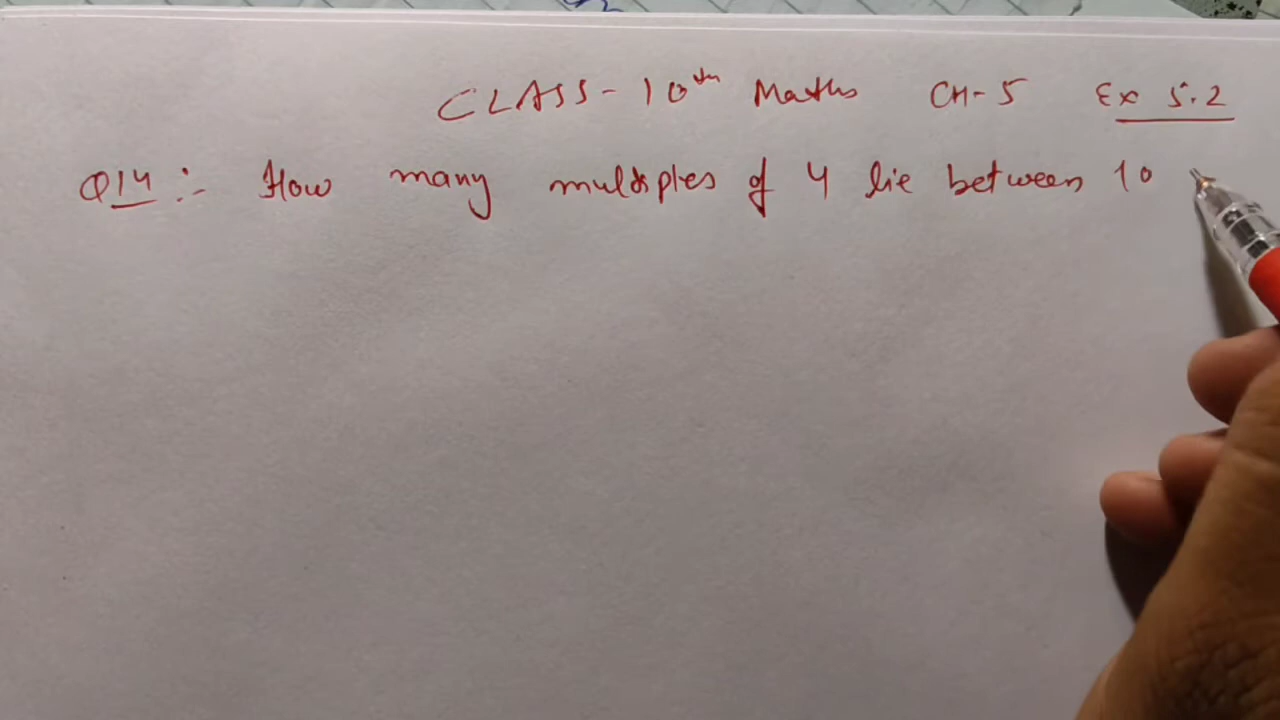 CLASS-10th Maths CH-5 Ex 5.2
Q14:- How many multiples of 4 lie between 10